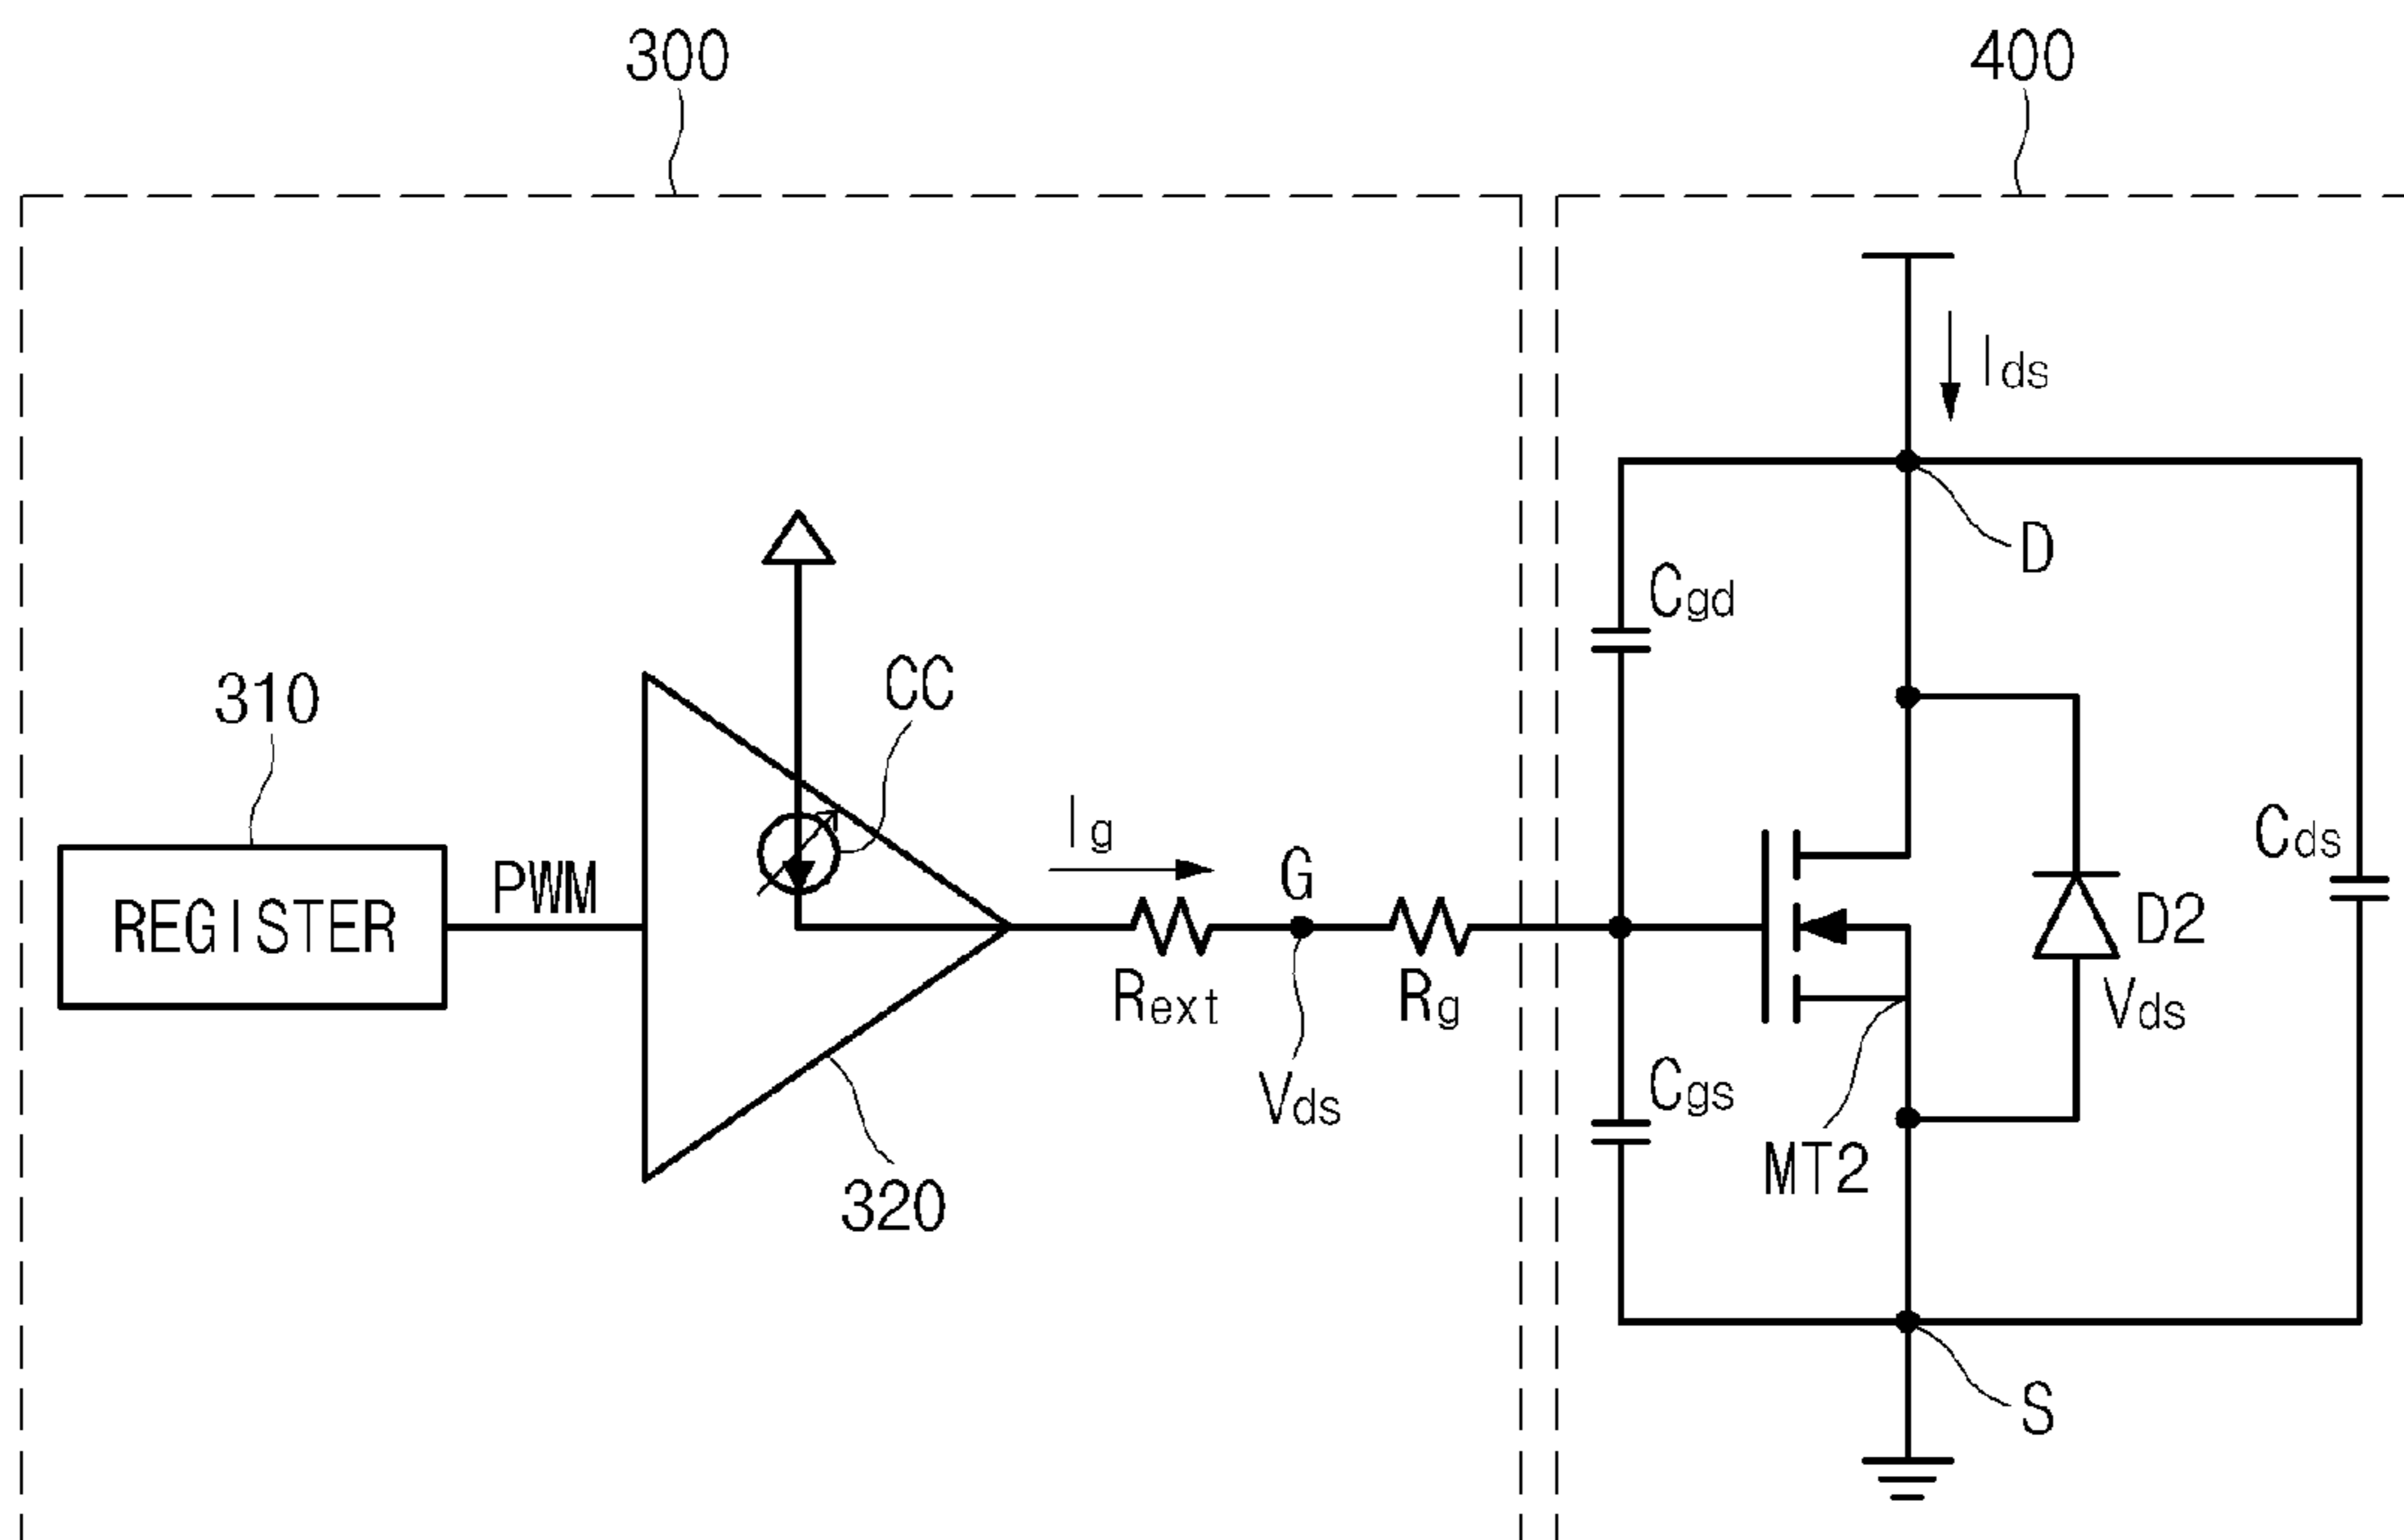 300
400
Ids
D
Cgd
CC
310
Ig
Cds
PWM
G
REGISTER
D2
Rext
Rg
Vds
Vds
Cgs
MT2
320
S